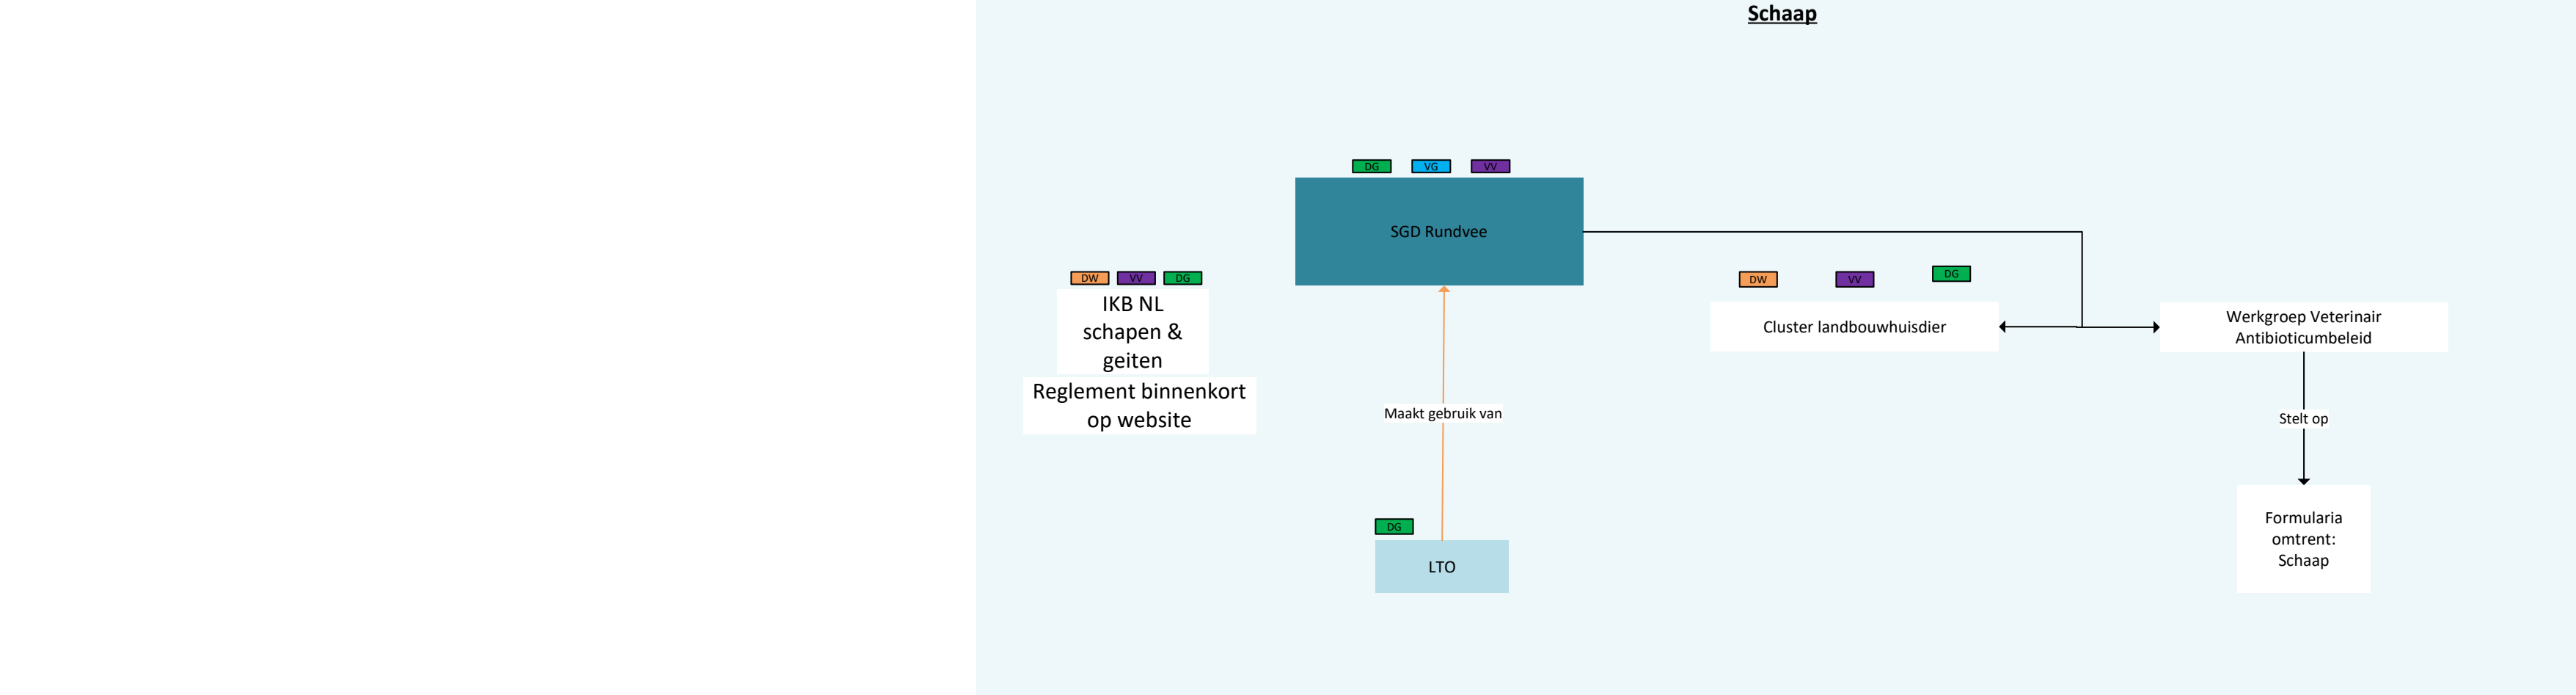 Schaap
DG VG VV
SGD Rundvee
DW VV DG
IKB NL
schapen &
geiten
Reglement binnenkort
op website
DW VV DG
Cluster landbouwhuisdier
Werkgroep Veterinair
Antibioticumbeleid
Maakt gebruik van
Stelt op
DG
LTO
Formularia
omtrent:
Schaap